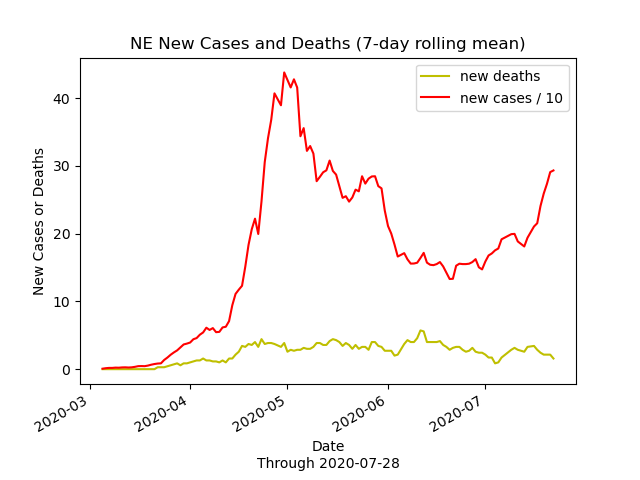 NE New Cases and Deaths (7-day rolling mean)
new deaths
new cases / 10
40
30
20
10
0
New Cases or Deaths
2020-03
2020-04
2020-05
2020-06
2020-07
Date
Through 2020-07-28